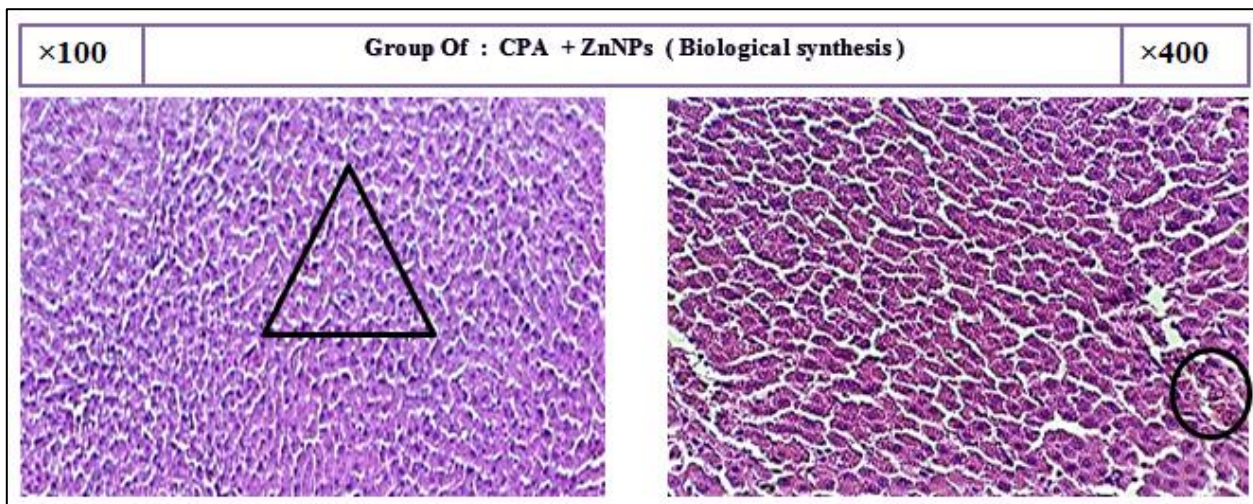 ×100
Group Of : CPA + ZnNPs ( Biological synthesis )
×400